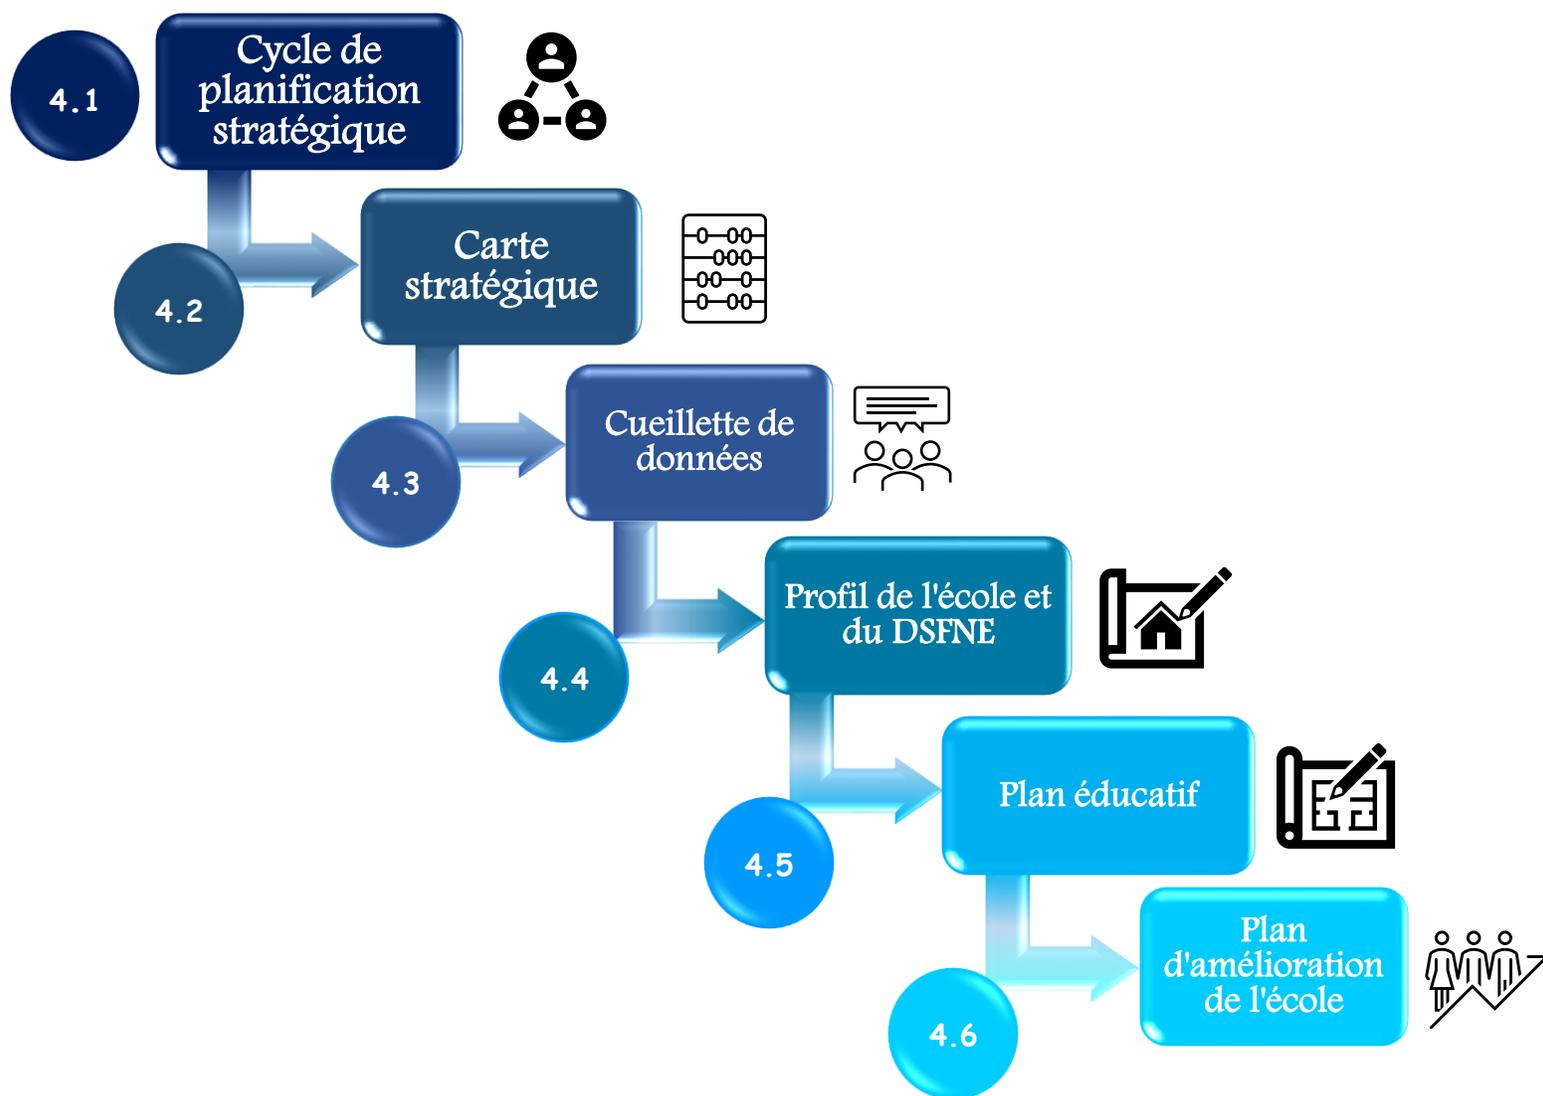 4.1
Cycle de
planification
stratégique
4.2
Carte
stratégique
4.3
Cueillette de
données
4.4
Profil de l'école et
du DSFNE
4.5
Plan éducatif
4.6
Plan
d'amélioration
de l'école